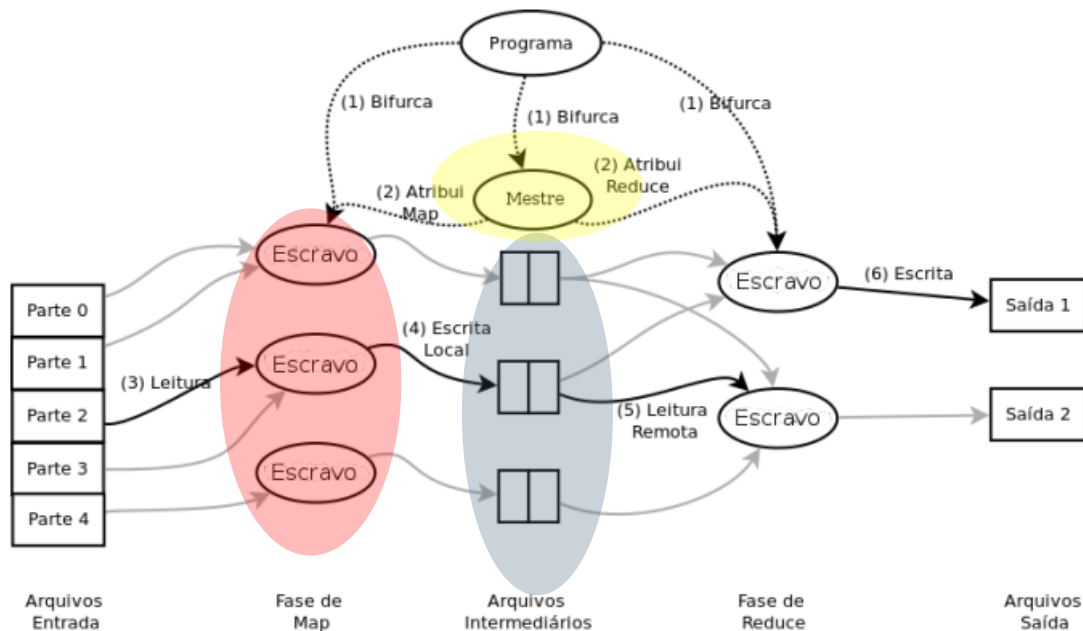 Programa
(1) Bifurca
(1) Bifurca
(1) Bifurca
(2) Atribui
Map
Mestre
(2) Atribui
Reduce
Escravo
Escravo
Escravo
Parte 0
Parte 1
Parte 2
Parte 3
Parte 4
(3) Leitura
(4) Escrita
Local
(5) Leitura
Remota
Escravo
Escravo
(6) Escrita
Saída 1
Saída 2
Arquivos
Entrada
Fase de
Map
Arquivos
Intermediários
Fase de
Reduce
Arquivos
Saída